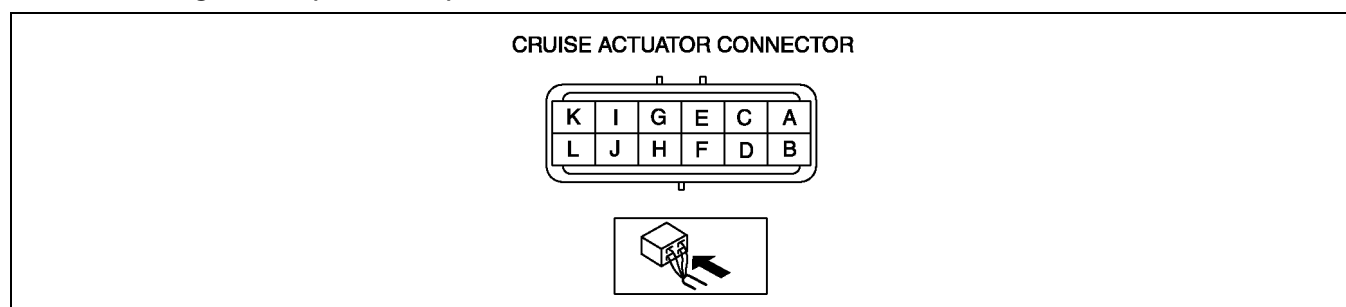 CRUISE ACTUATOR CONNECTOR
K I G E C A
L J H F D B